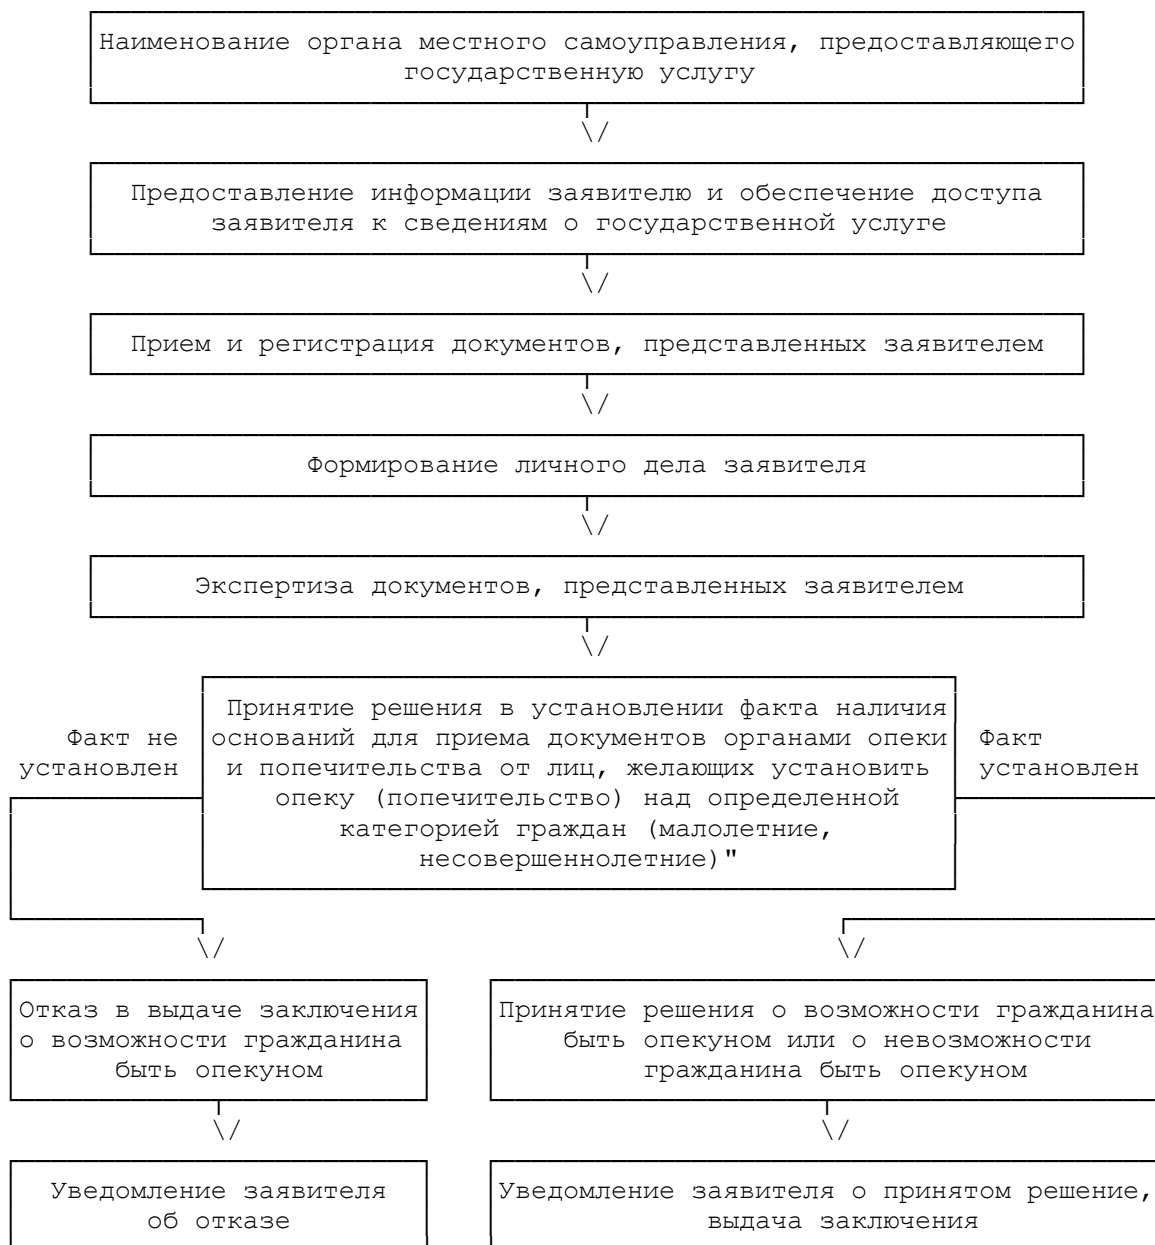 Наименование органа местного самоуправления, предоставляющего
государственную услугу
\/
Предоставление информации заявителю и обеспечение доступа
заявителя к сведениям о государственной услуге
\/
Прием и регистрация документов, представленных заявителем
\/
Формирование личного дела заявителя
\/
Экспертиза документов, представленных заявителем
\/
Факт не
установлен
Принятие решения в установлении факта наличия
оснований для приема документов органами опеки
и попечительства от лиц, желающих установить
опеку (попечительство) над определенной
категорией граждан (малолетние,
несовершеннолетние)"
Факт
установлен
\/
\/
Отказ в выдаче заключения
о возможности гражданина
быть опекуном
Принятие решения о возможности гражданина
быть опекуном или о невозможности
гражданина быть опекуном
\/
\/
Уведомление заявителя
об отказе
Уведомление заявителя о принятом решение,
выдача заключения